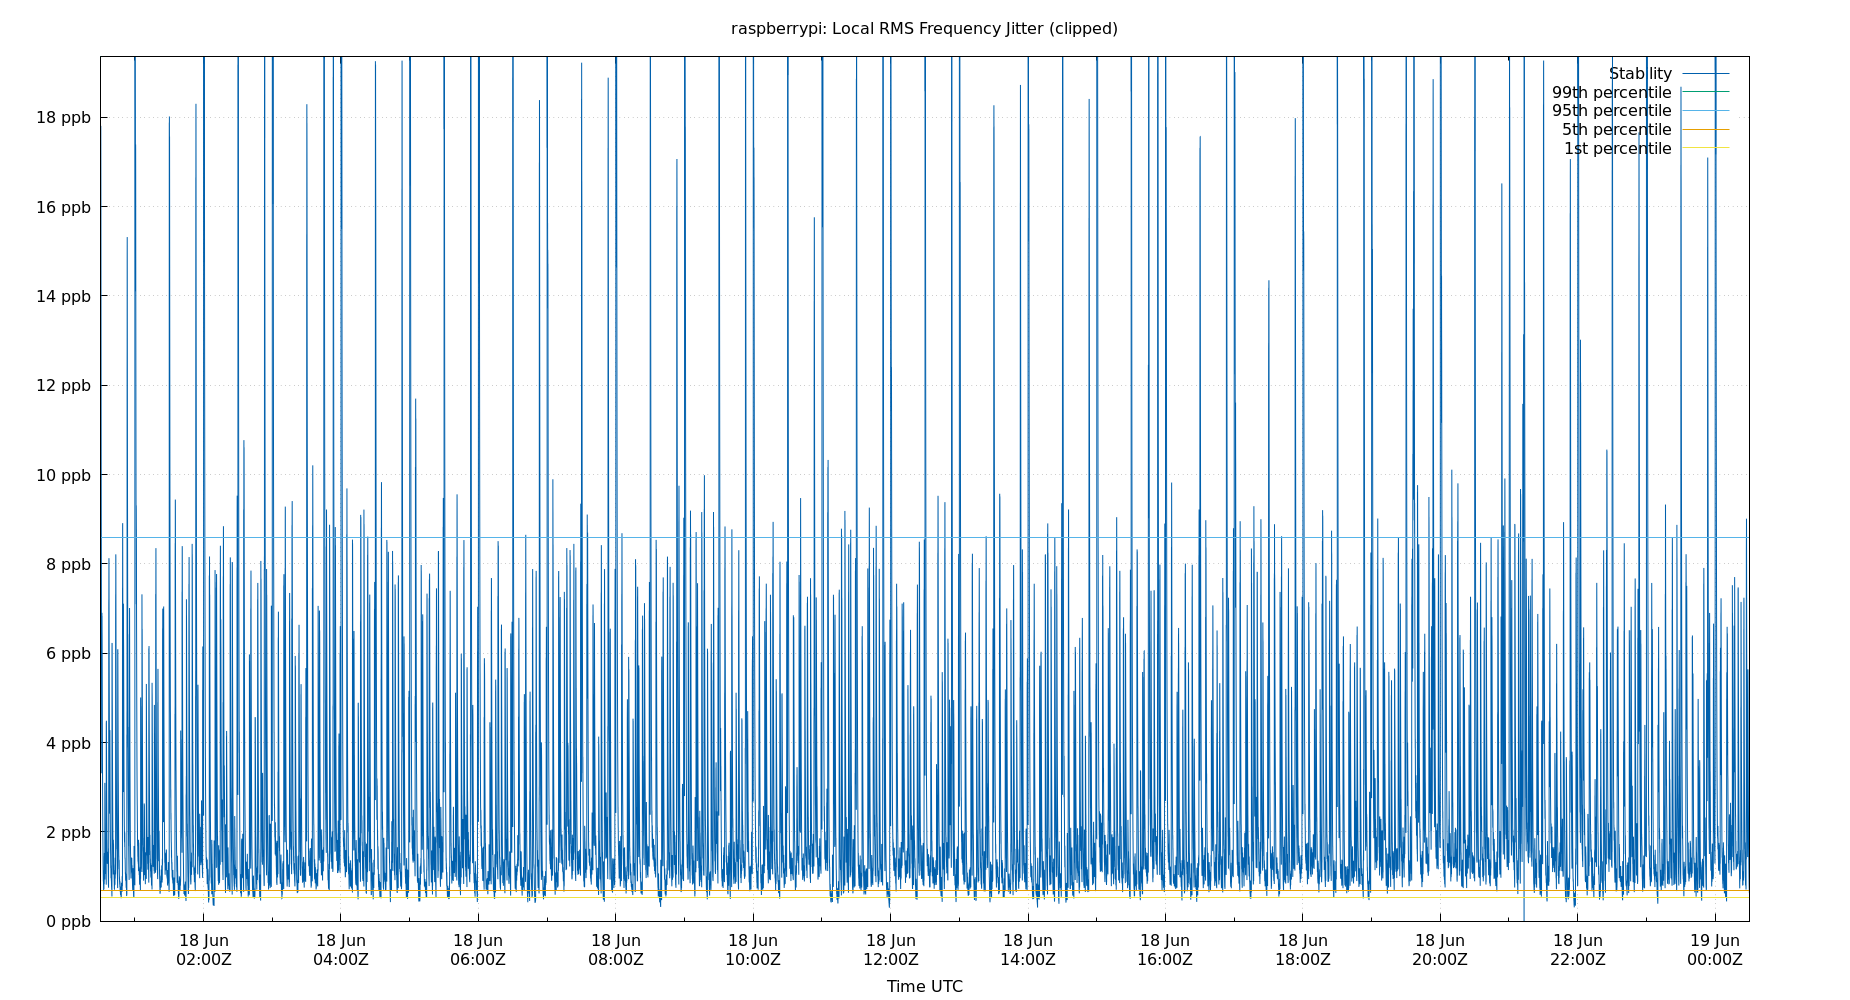 raspberrypi: Local RMS Frequency Jitter (clipped)
Stability
99th percentile
95th percentile
5th percentile
1st percentile
18 ppb
16 ppb
14 ppb
12 ppb
10 ppb
8 ppb
6 ppb
4 ppb
2 ppb
0 ppb
18 Jun 18 Jun 18 Jun 18 Jun 18 Jun 18 Jun 18 Jun 18 Jun 18 Jun 18 Jun 18 Jun 19 Jun
02:00Z 04:00Z 06:00Z 08:00Z 10:00Z 12:00Z 14:00Z 16:00Z 18:00Z 20:00Z 22:00Z 00:00Z
Time UTC